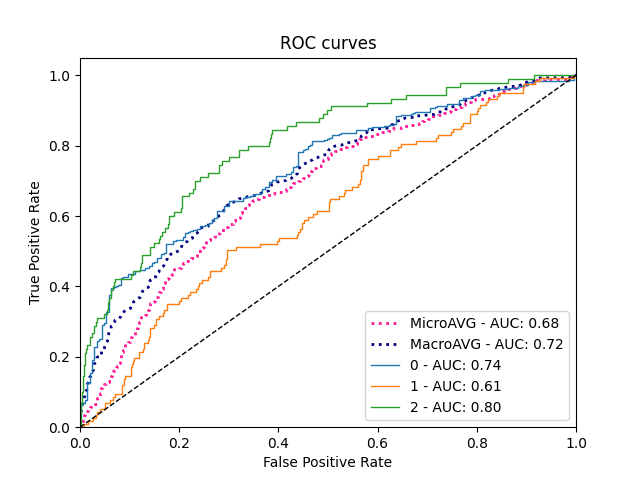 ROC curves
True Positive Rate
1.0
0.8
0.6
0.4
0.2
0.0
MicroAVG - AUC: 0.68
MacroAVG - AUC: 0.72
0 - AUC: 0.74
1 - AUC: 0.61
2 - AUC: 0.80
0.0 0.2 0.4 0.6 0.8 1.0
False Positive Rate